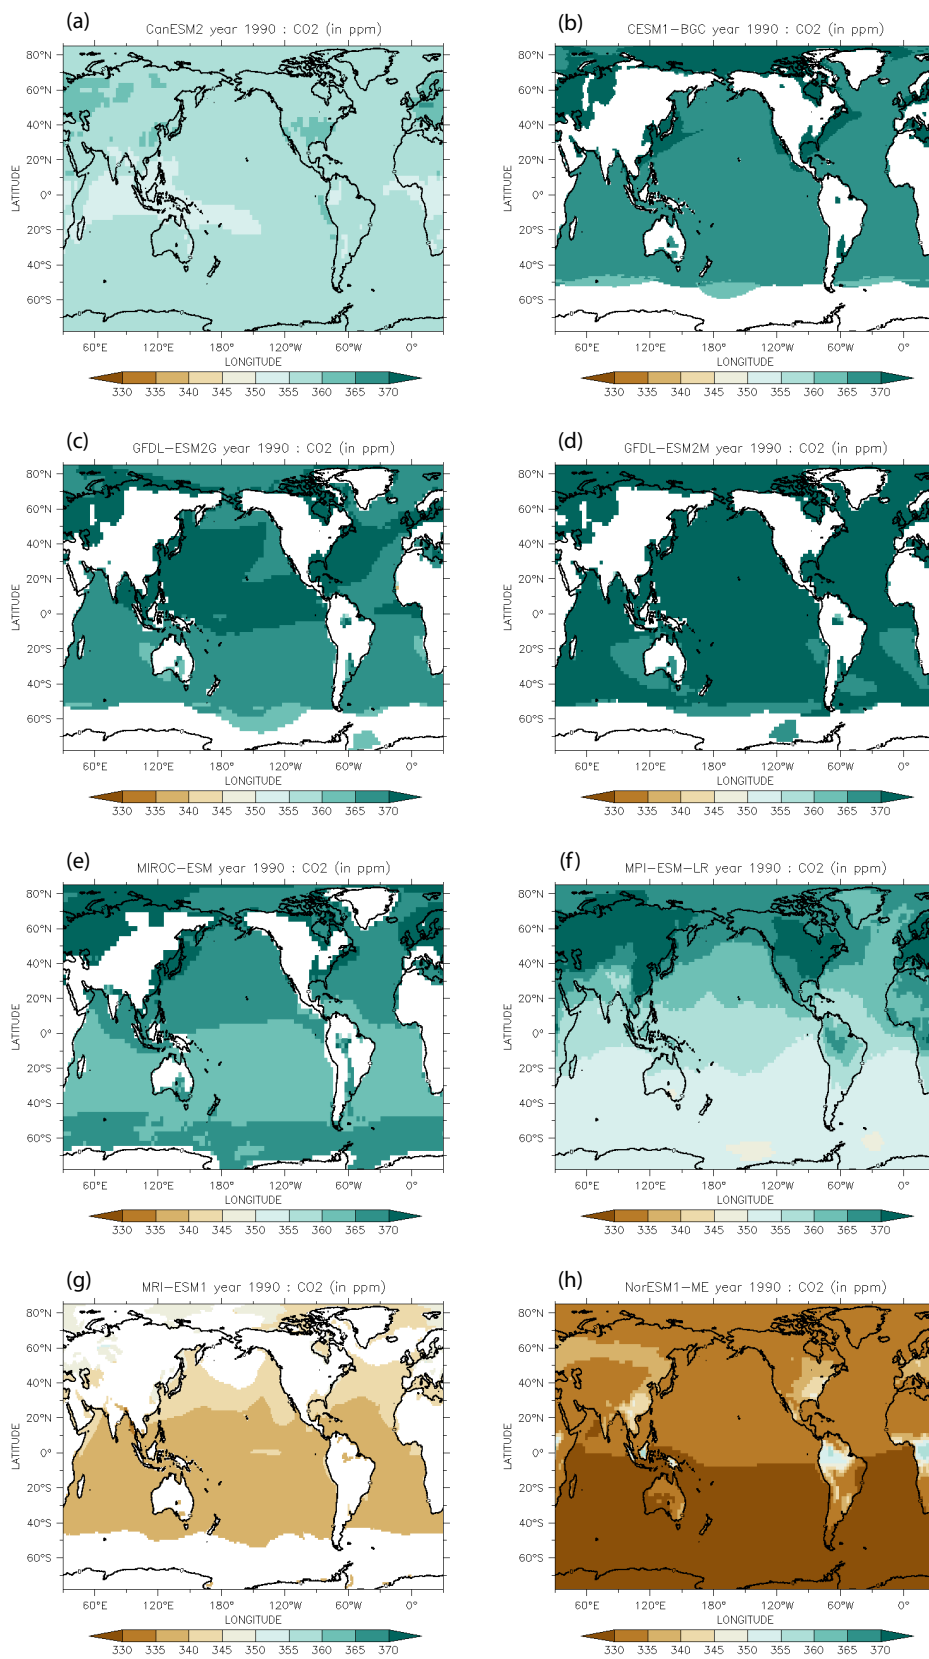 (a)
CanESM2 year 1990 : CO2 (in ppm)
80°N
60°N
40°N
20°N
0°
20°S
40°S
60°S
LATITUDE
60°E 120°E 180° 120°W 60°W 0°
LONGITUDE
330 335 340 345 350 355 360 365 370
(b)
CESM1-BGC year 1990 : CO2 (in ppm)
80°N
60°N
40°N
20°N
0°
20°S
40°S
60°S
LATITUDE
60°E 120°E 180° 120°W 60°W 0°
LONGITUDE
330 335 340 345 350 355 360 365 370
(c)
GFDL-ESM2G year 1990 : CO2 (in ppm)
80°N
60°N
40°N
20°N
0°
20°S
40°S
60°S
LATITUDE
60°E 120°E 180° 120°W 60°W 0°
LONGITUDE
330 335 340 345 350 355 360 365 370
(d)
GFDL-ESM2M year 1990 : CO2 (in ppm)
80°N
60°N
40°N
20°N
0°
20°S
40°S
60°S
LATITUDE
60°E 120°E 180° 120°W 60°W 0°
LONGITUDE
330 335 340 345 350 355 360 365 370
(e)
MIROC-ESM year 1990 : CO2 (in ppm)
80°N
60°N
40°N
20°N
0°
20°S
40°S
60°S
LATITUDE
60°E 120°E 180° 120°W 60°W 0°
LONGITUDE
330 335 340 345 350 355 360 365 370
(f)
MPI-ESM-LR year 1990 : CO2 (in ppm)
80°N
60°N
40°N
20°N
0°
20°S
40°S
60°S
LATITUDE
60°E 120°E 180° 120°W 60°W 0°
LONGITUDE
330 335 340 345 350 355 360 365 370
(g)
MRI-ESM1 year 1990 : CO2 (in ppm)
80°N
60°N
40°N
20°N
0°
20°S
40°S
60°S
LATITUDE
60°E 120°E 180° 120°W 60°W 0°
LONGITUDE
330 335 340 345 350 355 360 365 370
(h)
NorESM1-ME year 1990 : CO2 (in ppm)
80°N
60°N
40°N
20°N
0°
20°S
40°S
60°S
LATITUDE
60°E 120°E 180° 120°W 60°W 0°
LONGITUDE
330 335 340 345 350 355 360 365 370